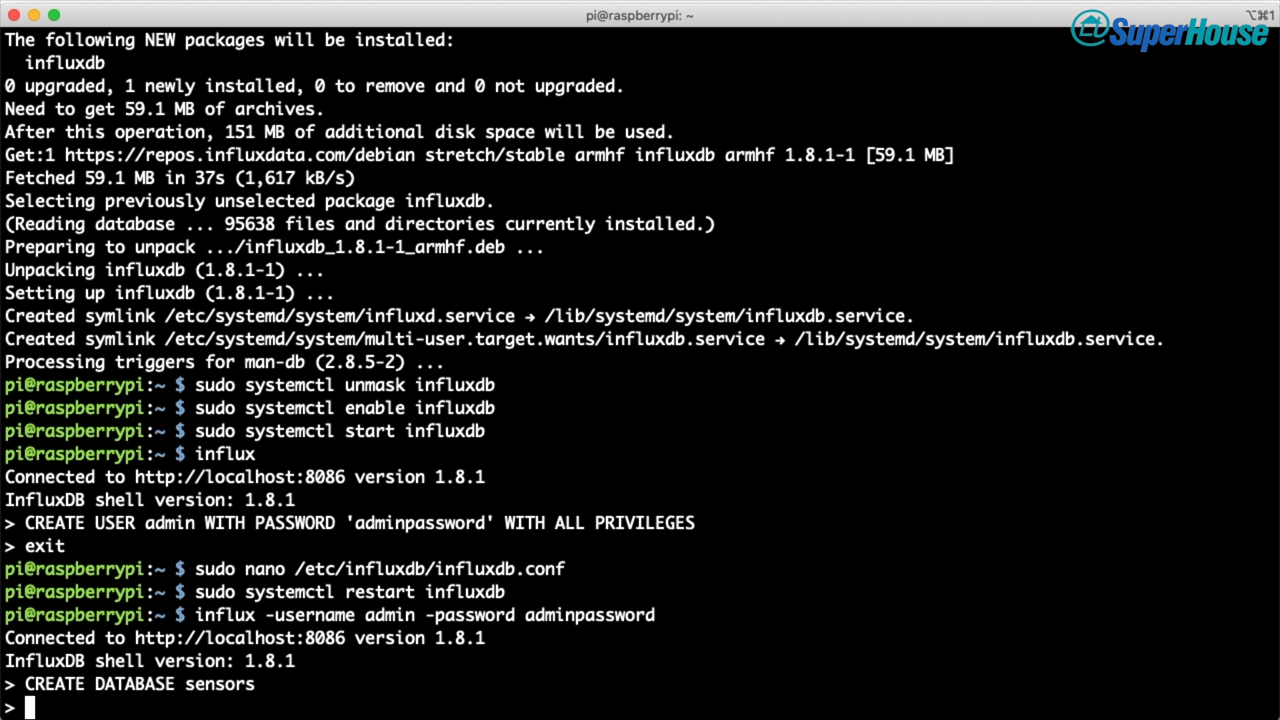 pi@raspberrypi: ~
⌥⌘1
SuperHouse
The following NEW packages will be installed:
  influxdb
0 upgraded, 1 newly installed, 0 to remove and 0 not upgraded.
Need to get 59.1 MB of archives.
After this operation, 151 MB of additional disk space will be used.
Get:1 https://repos.influxdata.com/debian stretch/stable armhf influxdb armhf 1.8.1-1 [59.1 MB]
Fetched 59.1 MB in 37s (1,617 kB/s)
Selecting previously unselected package influxdb.
(Reading database ... 95638 files and directories currently installed.)
Preparing to unpack .../influxdb_1.8.1-1_armhf.deb ...
Unpacking influxdb (1.8.1-1) ...
Setting up influxdb (1.8.1-1) ...
Created symlink /etc/systemd/system/influxd.service → /lib/systemd/system/influxdb.service.
Created symlink /etc/systemd/system/multi-user.target.wants/influxdb.service → /lib/systemd/system/influxdb.service.
Processing triggers for man-db (2.8.5-2) ...
pi@raspberrypi:~ $ sudo systemctl unmask influxdb
pi@raspberrypi:~ $ sudo systemctl enable influxdb
pi@raspberrypi:~ $ sudo systemctl start influxdb
pi@raspberrypi:~ $ influx
Connected to http://localhost:8086 version 1.8.1
InfluxDB shell version: 1.8.1
> CREATE USER admin WITH PASSWORD 'adminpassword' WITH ALL PRIVILEGES
> exit
pi@raspberrypi:~ $ sudo nano /etc/influxdb/influxdb.conf
pi@raspberrypi:~ $ sudo systemctl restart influxdb
pi@raspberrypi:~ $ influx -username admin -password adminpassword
Connected to http://localhost:8086 version 1.8.1
InfluxDB shell version: 1.8.1
> CREATE DATABASE sensors
>